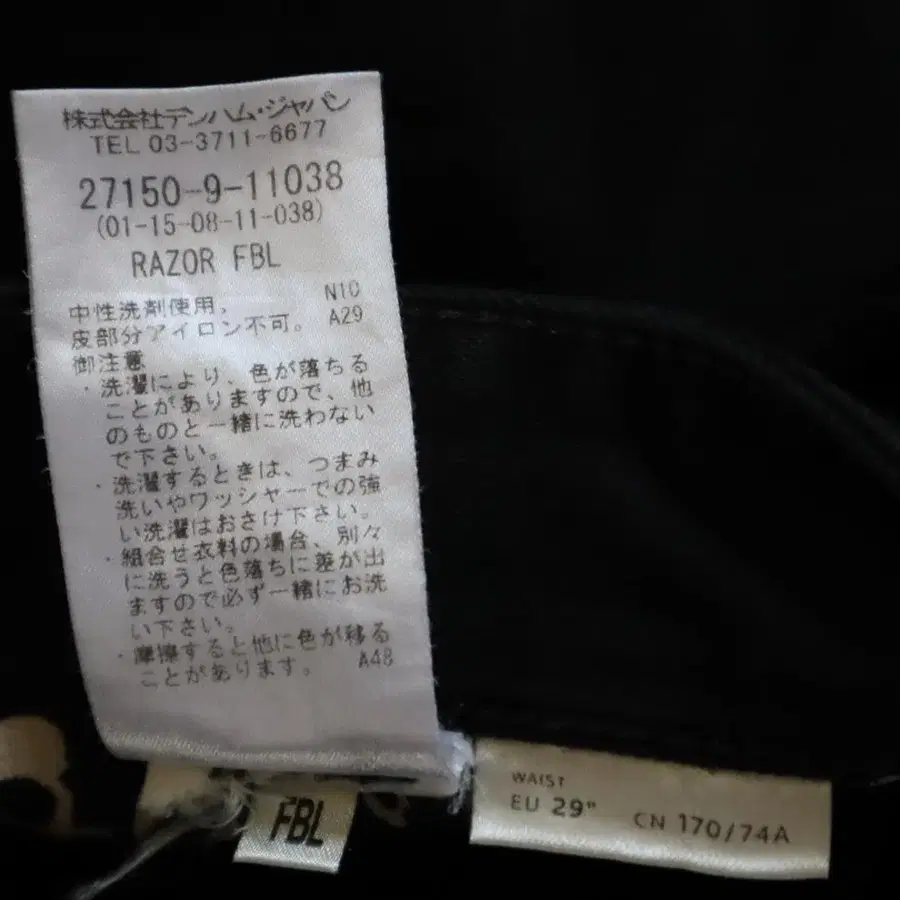 株式会社デンハム・ジャパン
TEL 03-3711-6677
27150-9-11038
(01-15-08-11-038)
RAZOR FBL
N10
中性洗剤使用,
皮部分アイロン不可。 A29
御注意
・洗濯により、色が落ちる
ことがありますので、他
のものと一緒に洗わない
で下さい。
・洗濯するときは、つまみ
洗いやワッシャーでの強
い洗濯はおさけ下さい。
・組合せ衣料の場合、別々
に洗うと色落ちに差が出
ますので必ず一緒にお洗
い下さい。
・摩擦すると他に色が移る
ことがあります。 A48
FBL
WAIST
EU 29" CN 170/74A